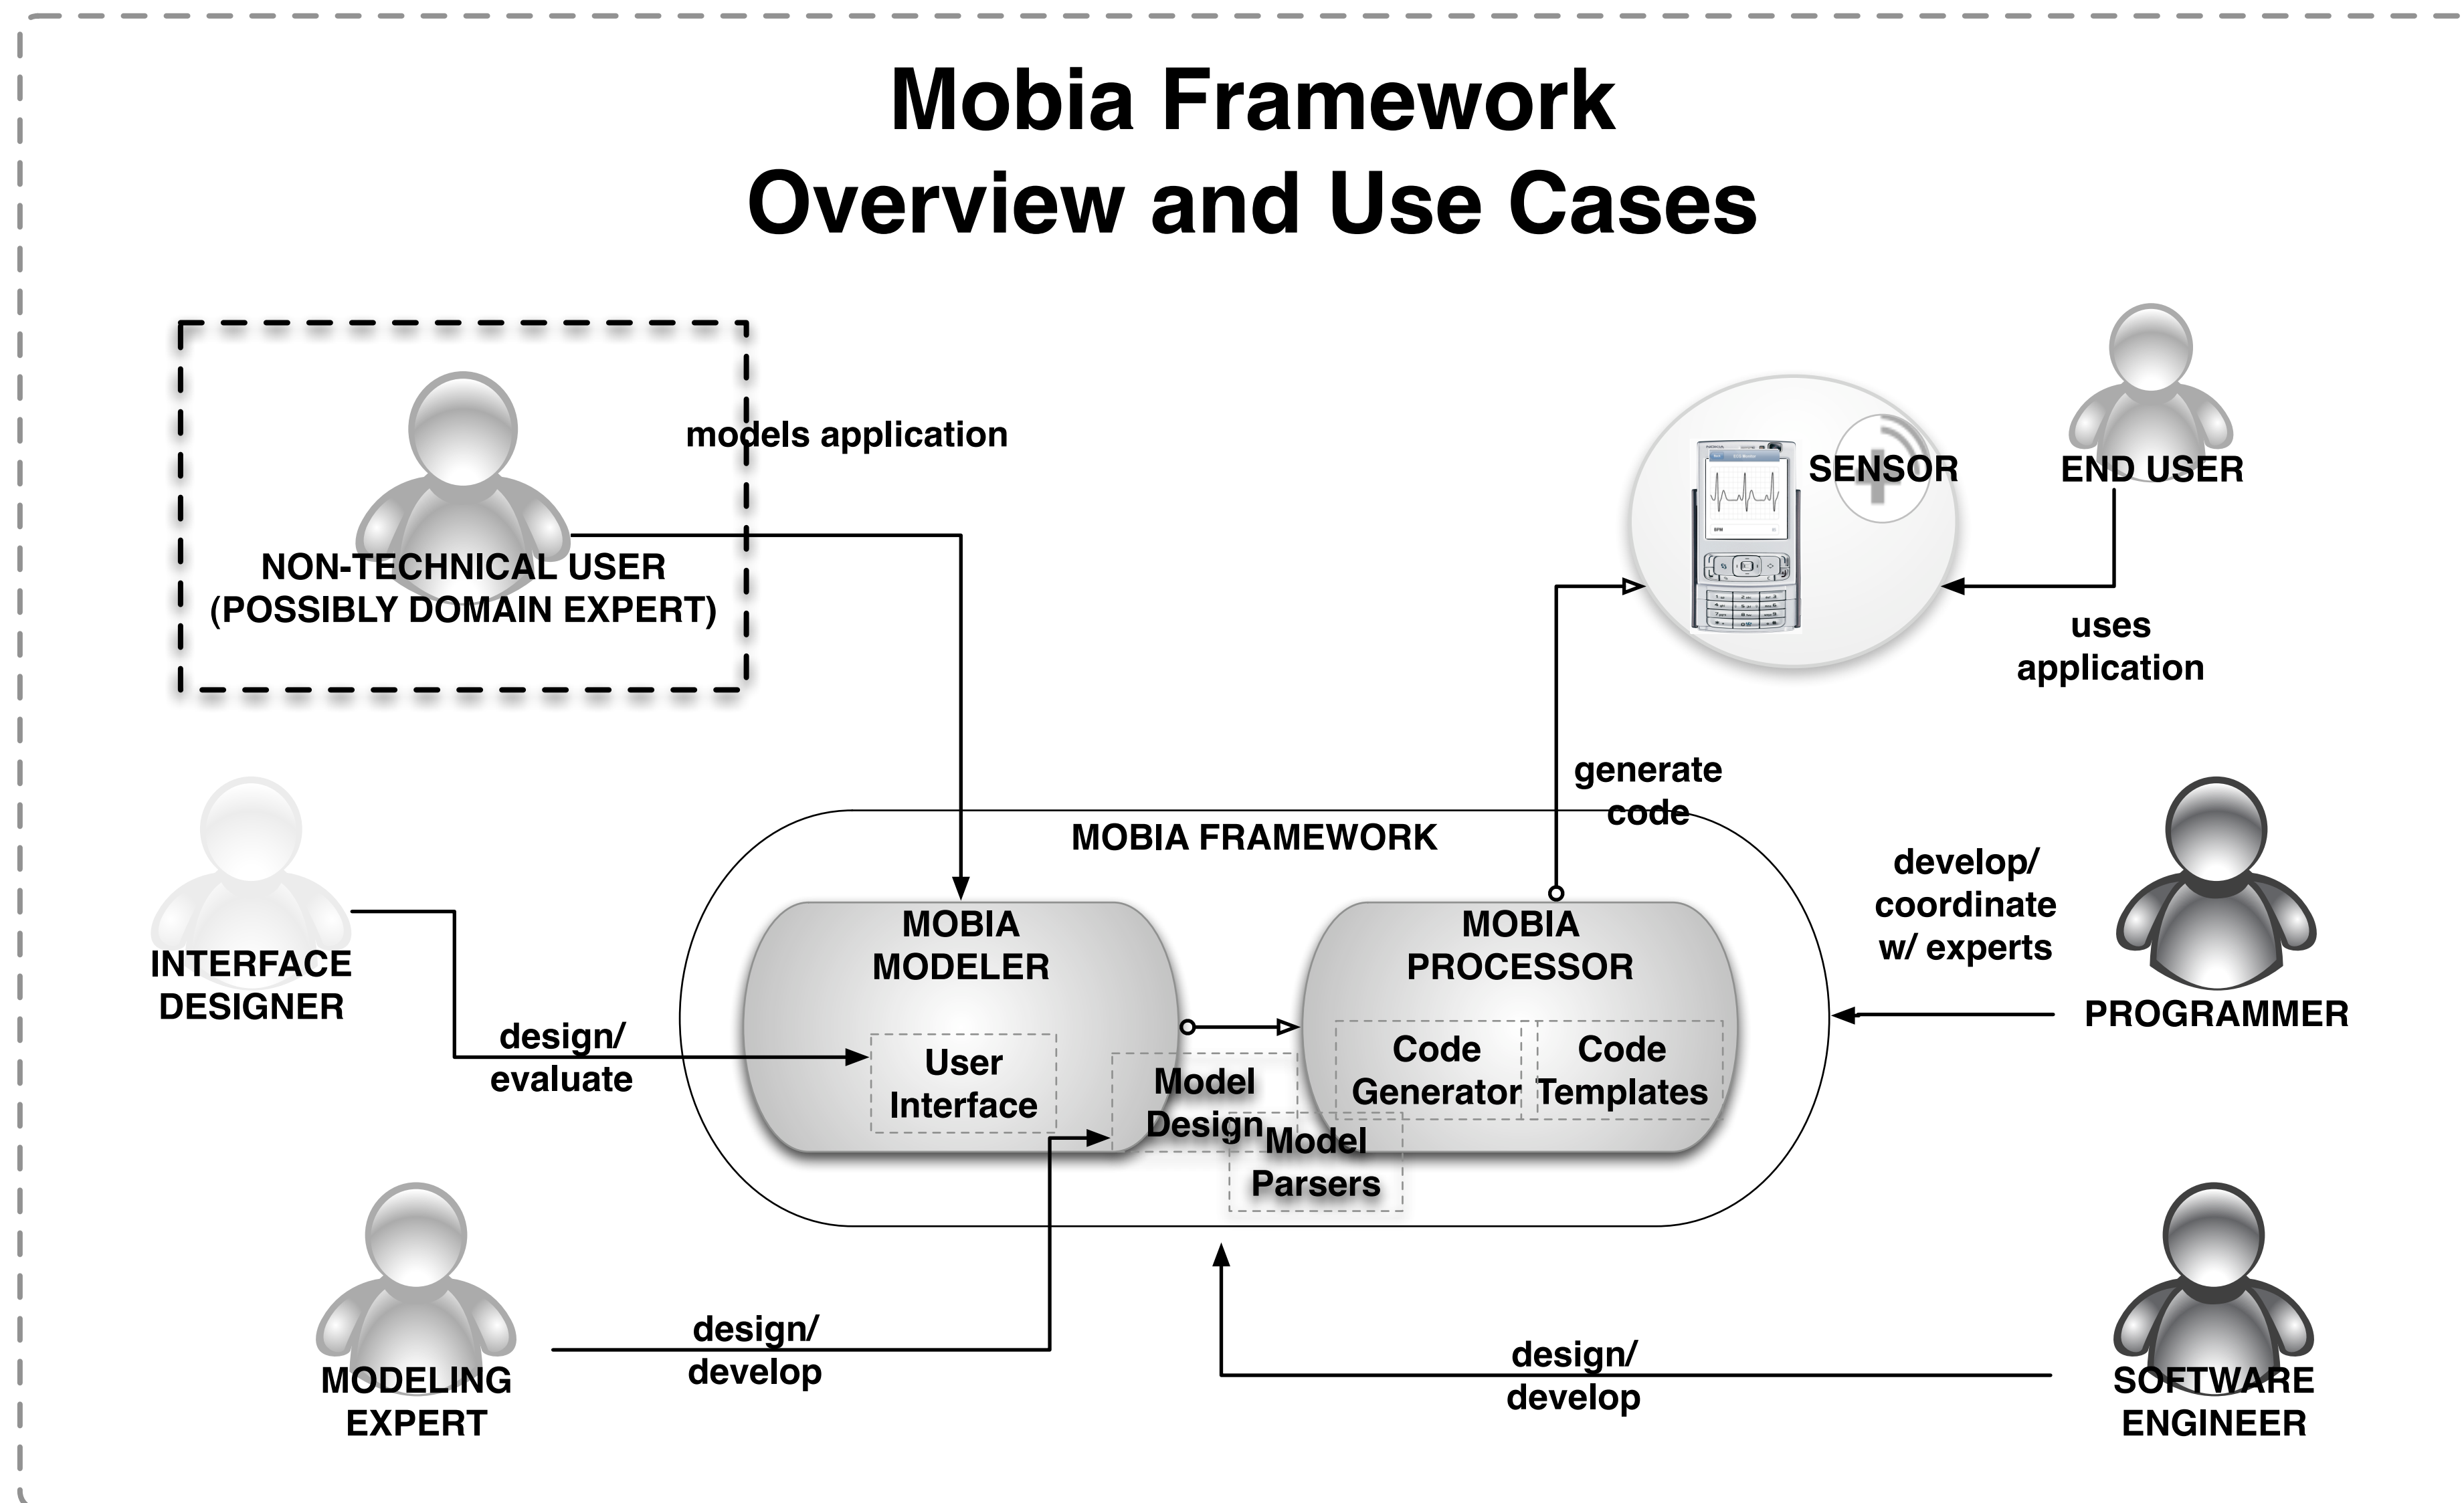 Mobia Framework
Overview and Use Cases
models application
NON-TECHNICAL USER
(POSSIBLY DOMAIN EXPERT)
SENSOR
END USER
uses
application
generate
code
MOBIA FRAMEWORK
INTERFACE
DESIGNER
design/
evaluate
MOBIA
MODELER
User
Interface
Model
Design
Model
Parsers
MOBIA
PROCESSOR
Code
Generator
Code
Templates
develop/
coordinate
w/ experts
PROGRAMMER
MODELING
EXPERT
design/
develop
design/
develop
SOFTWARE
ENGINEER